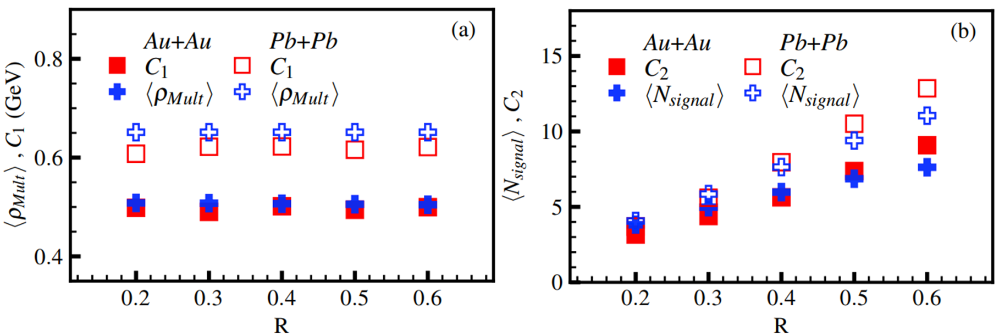 (a)
Au+Au Pb+Pb
C1 C1
⟨ρMult⟩ ⟨ρMult⟩
⟨ρMult⟩ , C1 (GeV)
0.8
0.6
0.4
0.2 0.3 0.4 0.5 0.6
R
(b)
Au+Au Pb+Pb
C2 C2
⟨Nsignal⟩ ⟨Nsignal⟩
⟨Nsignal⟩ , C2
15
10
5
0
0.2 0.3 0.4 0.5 0.6
R